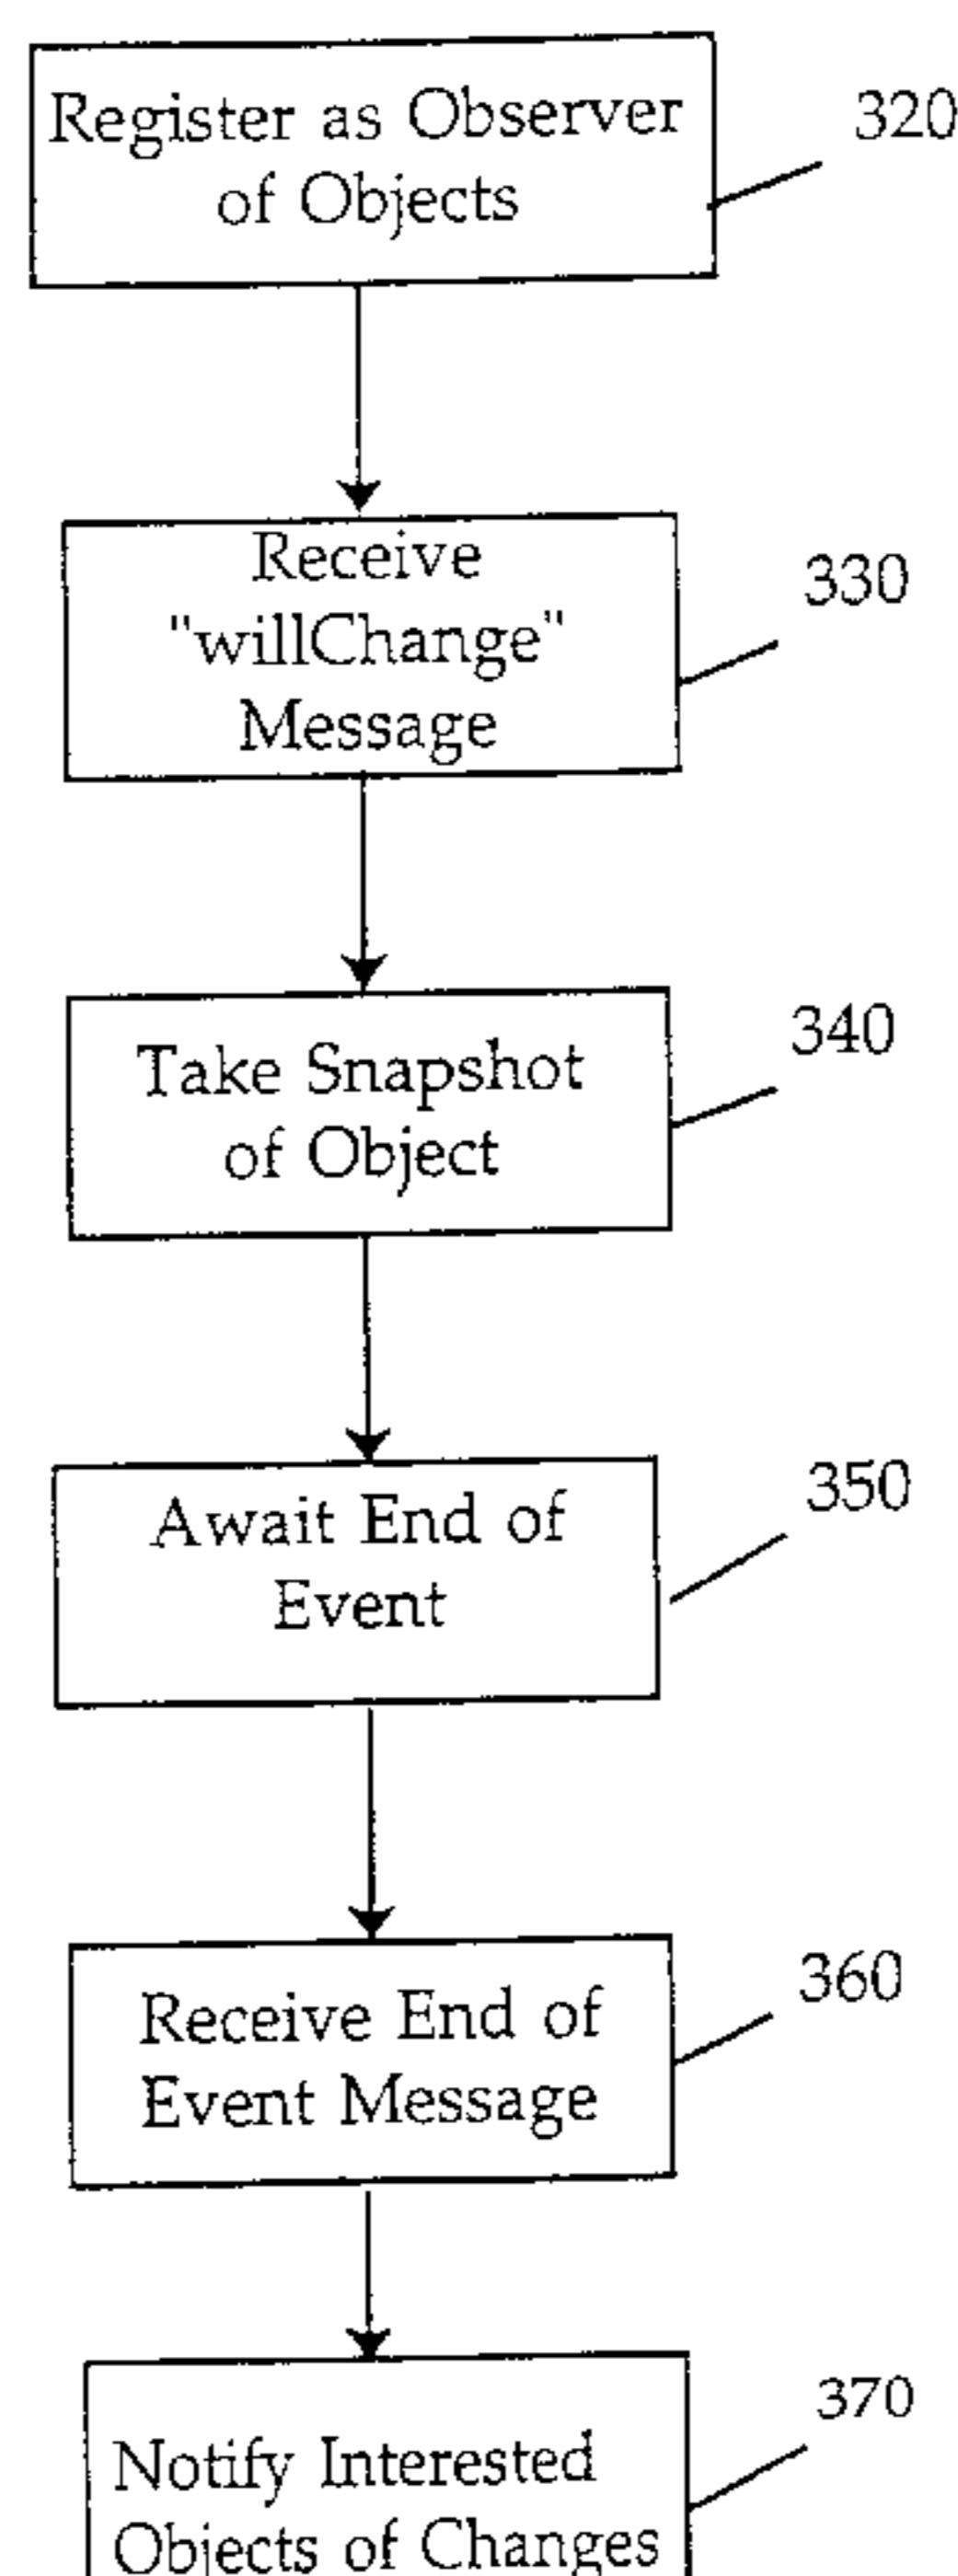 Register as Observer
of Objects
320
Receive
"willChange"
Message
330
Take Snapshot
of Object
340
Await End of
Event
350
Receive End of
Event Message
360
Notify Interested
Objects of Changes
370